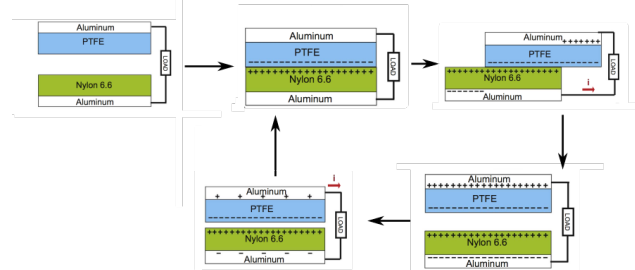 Aluminum
PTFE
LOAD
Nylon 6.6
Aluminum
Aluminum
PTFE
----------------
++++++++++++++++
Nylon 6.6
Aluminum
LOAD
Aluminum
++++++
PTFE
----------------
++++++++++++++++
Nylon 6.6
------
Aluminum
i
LOAD
Aluminum
+ + + + +
PTFE
----------------
++++++++++++++++
Nylon 6.6
- - - - -
Aluminum
i
LOAD
Aluminum
++++++++++++++++
PTFE
----------------
++++++++++++++++
Nylon 6.6
----------------
Aluminum
LOAD